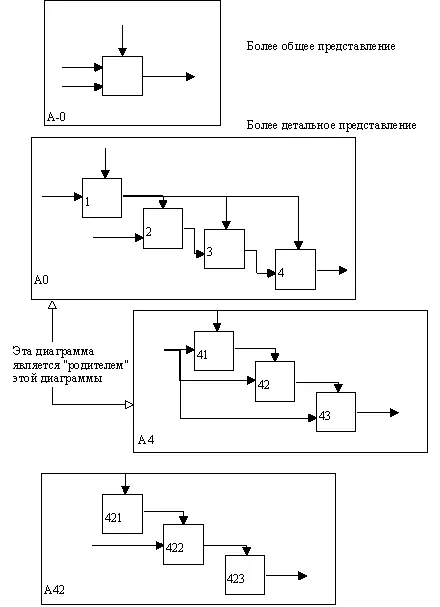 Более общее представление
A-0
Более детальное представление
1
2
3
4
A0
Эта диаграмма
является "родителем"
этой диаграммы
41
42
43
A4
421
422
423
A42